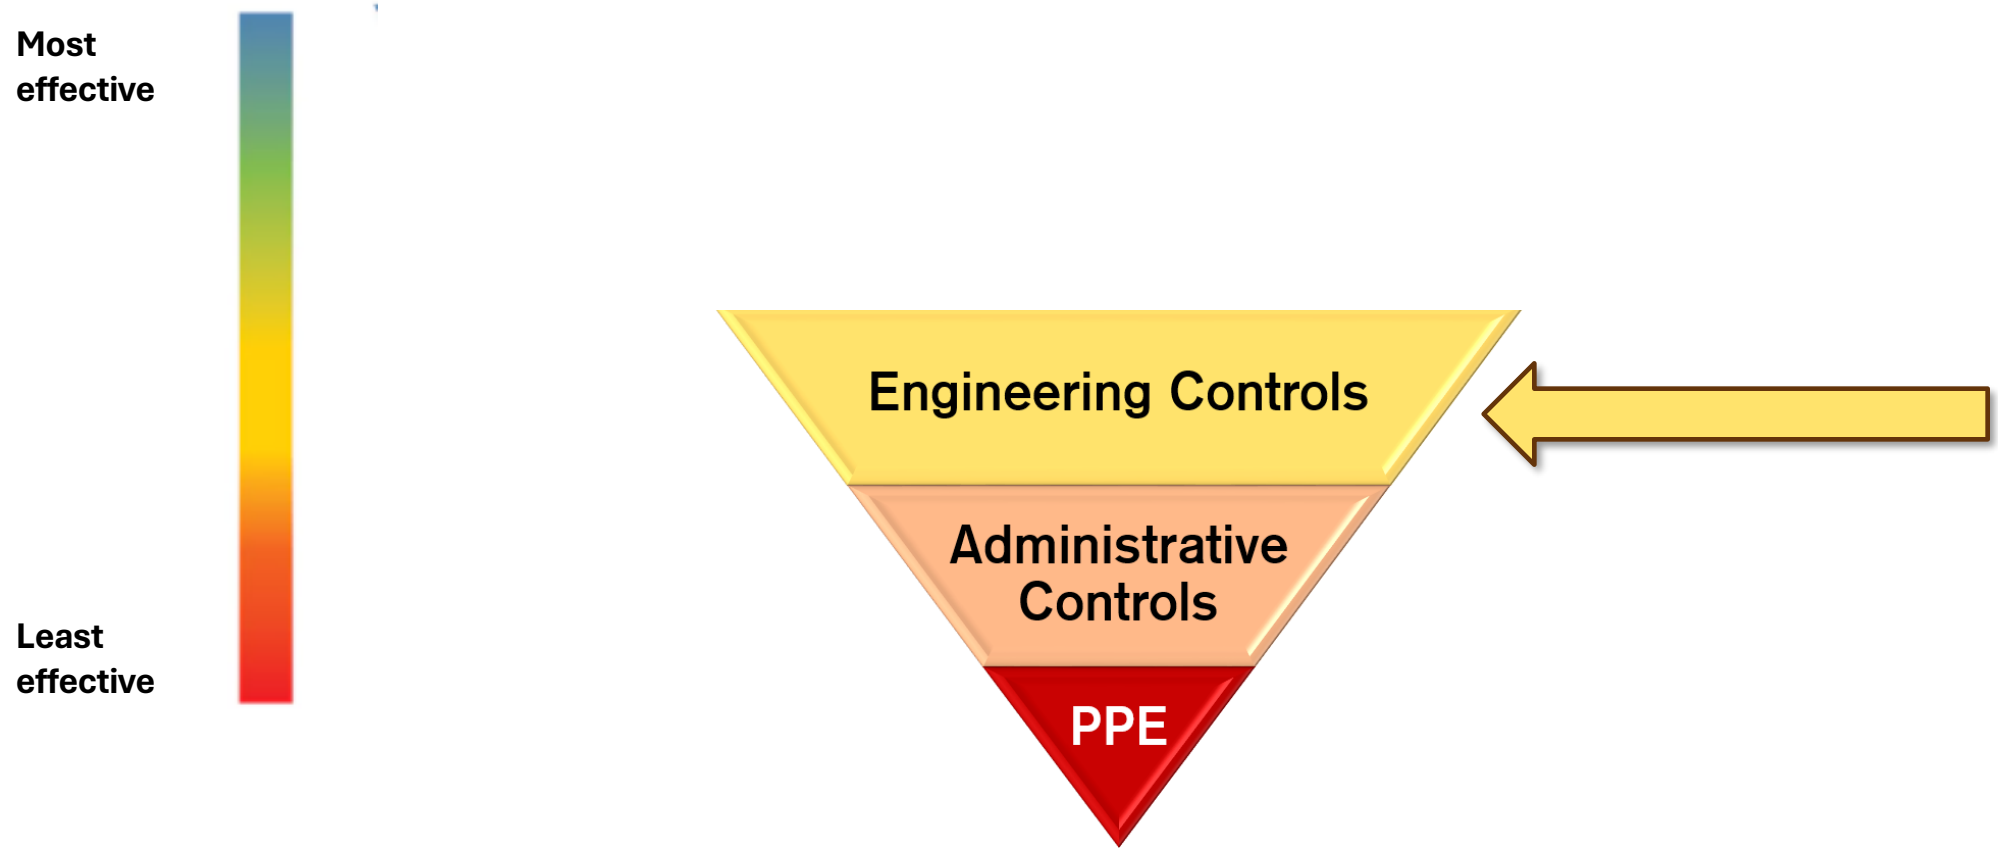 Most
effective
Engineering Controls
Administrative
Controls
Least
effective
PPE